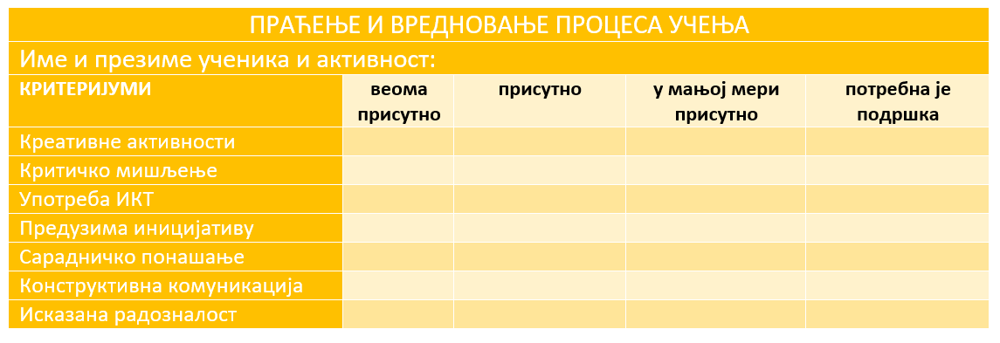 ПРАЋЕЊЕ И ВРЕДНОВАЊЕ ПРОЦЕСА УЧЕЊА
Име и презиме ученика и активност:
КРИТЕРИЈУМИ
веома
присутно
присутно
у мањој мери
присутно
потребна је
подршка
Креативне активности
Критичко мишљење
Употреба ИКТ
Предузима иницијативу
Сарадничко понашање
Конструктивна комуникација
Исказана радозналост